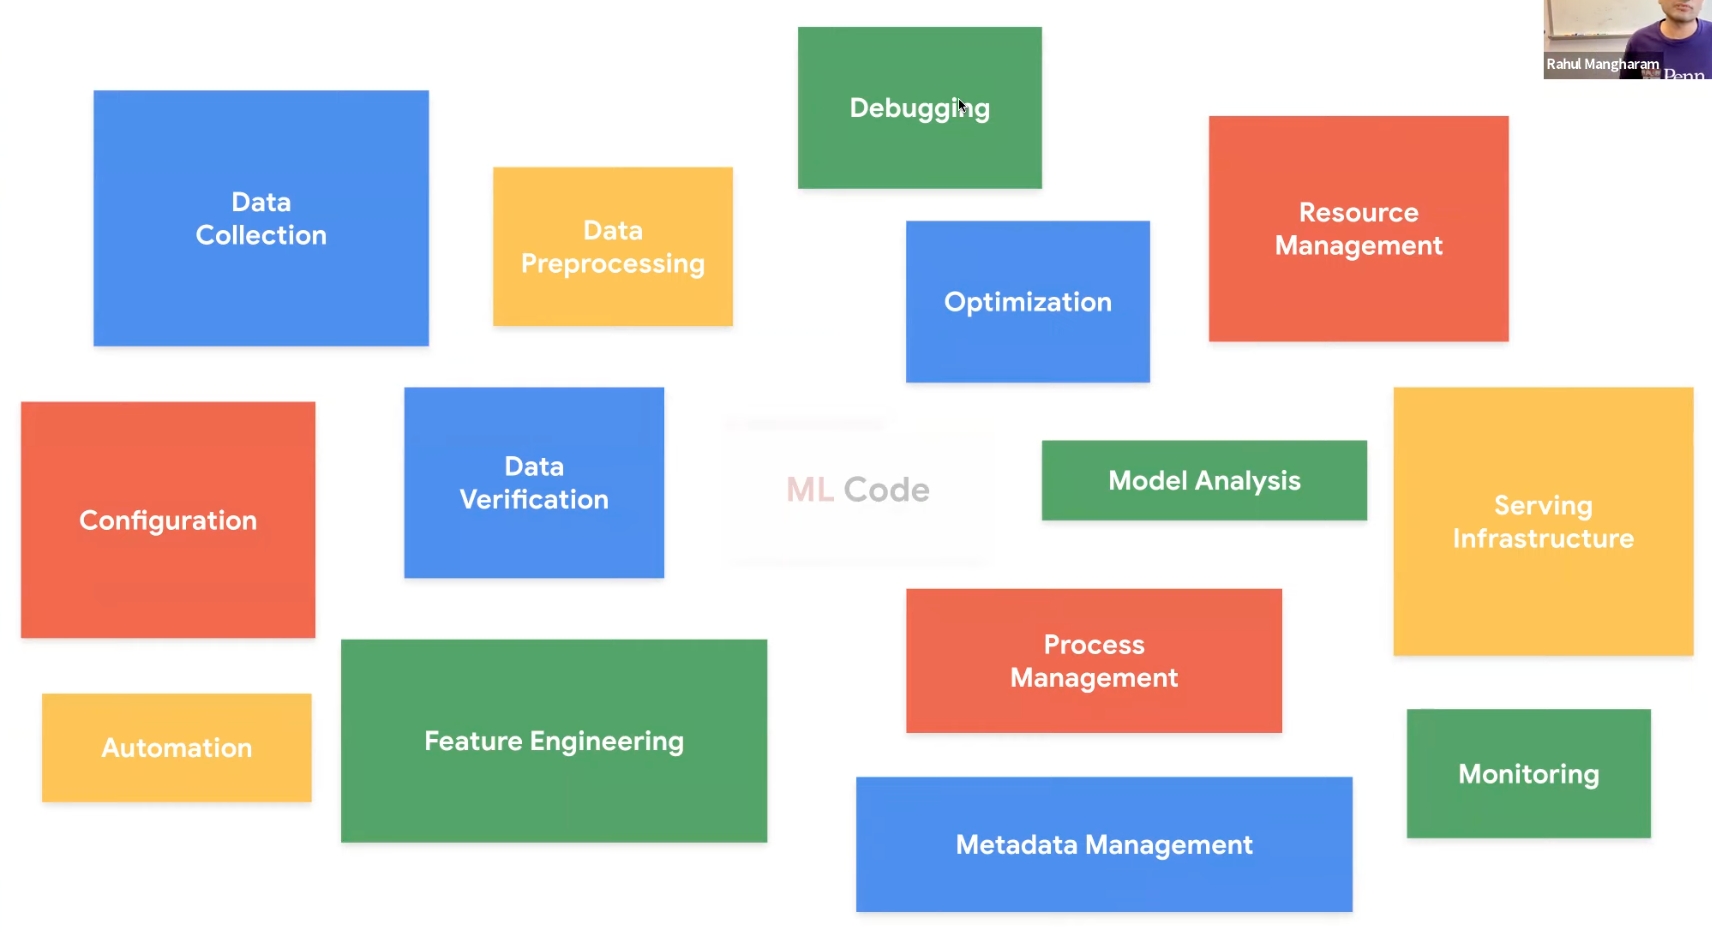 Debugging
Rahul Mangharam
Penn
Data
Collection
Data
Preprocessing
Resource
Management
Optimization
Configuration
Data
Verification
ML Code
Model Analysis
Serving
Infrastructure
Process
Management
Automation
Feature Engineering
Monitoring
Metadata Management